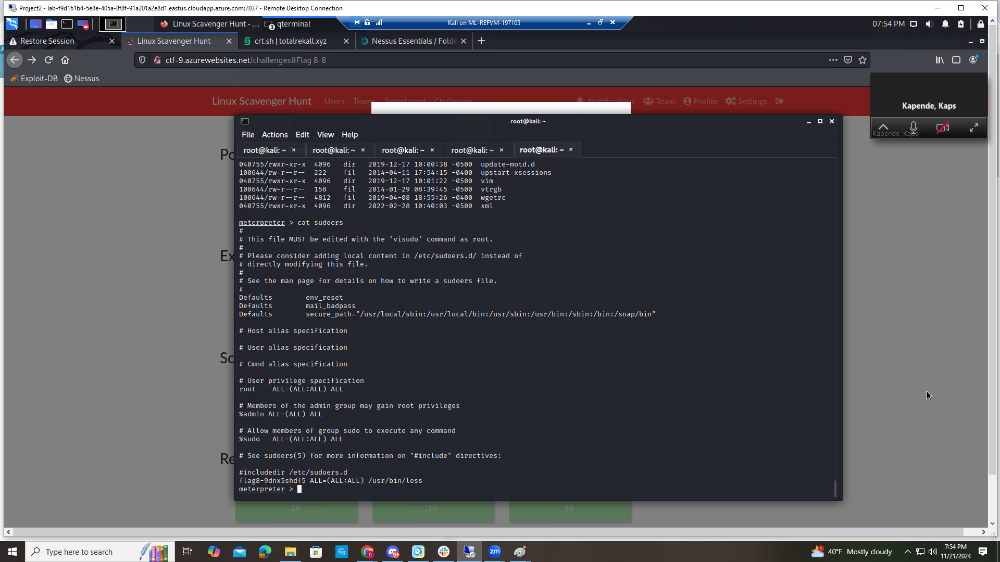 Project2 - lab-f9d161b4-5e8e-405a-8f8f-91a201a2e8d1.eastus.cloudapp.azure.com:7037 - Remote Desktop Connection
Linux Scavenger Hunt - ...
3
qterminal
Kali on ML-REFVM-197105
07:54 PM
Restore Session
Linux Scavenger Hunt
crt.sh | totalrekall.xyz
Nessus Essentials / Folde
ctf-9.azurewebsites.net/challenges#Flag 8-8
Exploit-DB
Nessus
Linux Scavenger Hunt
Users
Teams
Scoreboard
Challenges
Notifications
Team
Profile
Settings
Kapende, Kaps
Kapende, Kaps
root@kali: ~
File Actions Edit View Help
root@kali: ~ root@kali: ~ root@kali: ~ root@kali: ~ root@kali: ~
040755/rwxr-xr-x 4096 dir 2019-12-17 10:00:38 -0500 update-motd.d
100644/rw-r--r-- 222 fil 2014-04-11 17:54:15 -0400 upstart-xsessions
040755/rwxr-xr-x 4096 dir 2019-12-17 10:01:22 -0500 vim
100644/rw-r--r-- 158 fil 2014-01-29 08:39:45 -0500 vtrgb
100644/rw-r--r-- 4812 fil 2019-04-08 18:55:26 -0400 wgetrc
040755/rwxr-xr-x 4096 dir 2022-02-28 10:40:03 -0500 xml
meterpreter > cat sudoers
#
# This file MUST be edited with the 'visudo' command as root.
#
# Please consider adding local content in /etc/sudoers.d/ instead of
# directly modifying this file.
#
# See the man page for details on how to write a sudoers file.
#
Defaults env_reset
Defaults mail_badpass
Defaults secure_path="/usr/local/sbin:/usr/local/bin:/usr/sbin:/usr/bin:/sbin:/bin:/snap/bin"
# Host alias specification
# User alias specification
# Cmnd alias specification
# User privilege specification
root ALL=(ALL:ALL) ALL
# Members of the admin group may gain root privileges
%admin ALL=(ALL) ALL
# Allow members of group sudo to execute any command
%sudo ALL=(ALL:ALL) ALL
# See sudoers(5) for more information on "#include" directives:
#includedir /etc/sudoers.d
flag8-9dnx5shdf5 ALL=(ALL:ALL) /usr/bin/less
meterpreter >
Po
Ex
Sc
Re
10
10
10
Type here to search
9+
zm
1
40°F Mostly cloudy
7:54 PM
11/21/2024